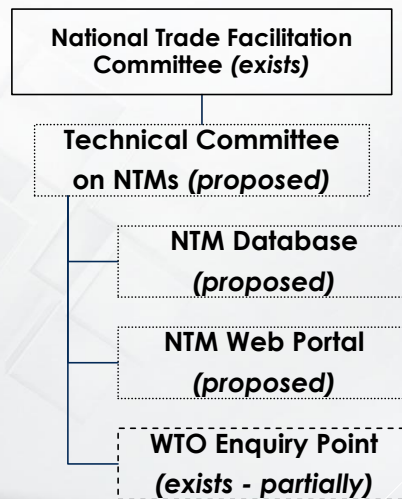 National Trade Facilitation
Committee (exists)
Technical Committee
on NTMs (proposed)
NTM Database
(proposed)
NTM Web Portal
(proposed)
WTO Enquiry Point
(exists - partially)